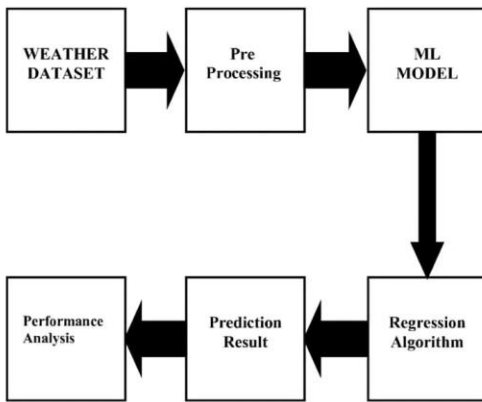 WEATHER
DATASET
Pre
Processing
ML
MODEL
Regression
Algorithm
Prediction
Result
Performance
Analysis